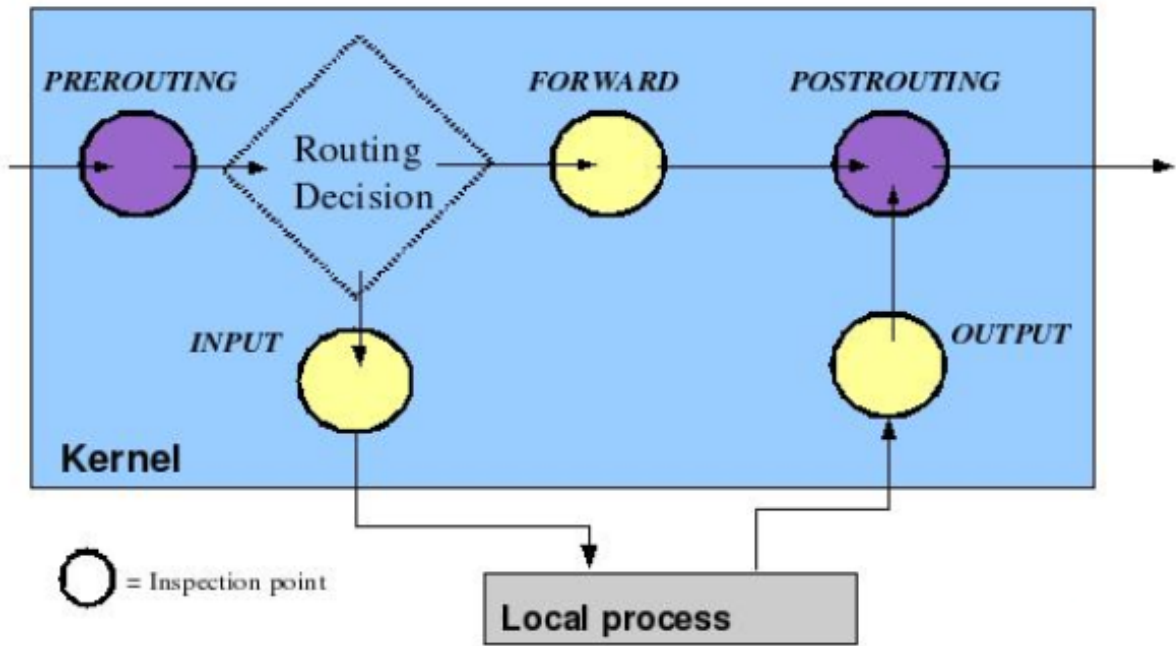 PREROUTING
FORWARD
POSTROUTING
Routing
Decision
INPUT
OUTPUT
Kernel
= Inspection point
Local process